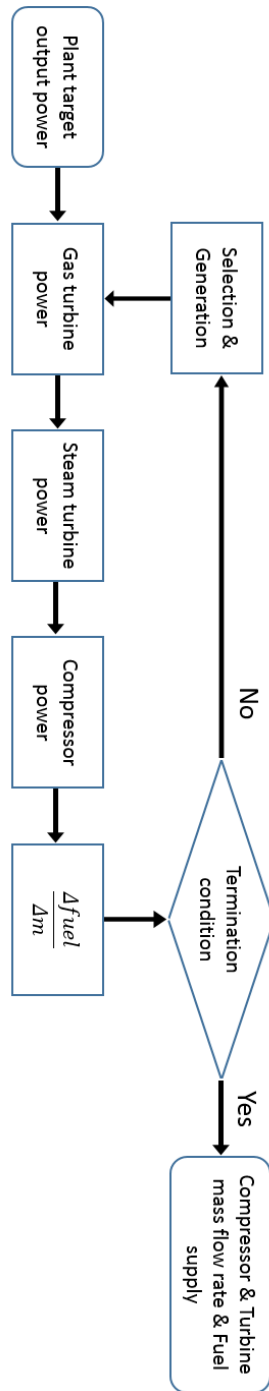 Plant target
output power
Gas turbine
power
Steam turbine
power
Compressor
power
Δfuel
Δm
Termination
condition
No
Selection &
Generation
Yes
Compressor & Turbine
mass flow rate & Fuel
supply